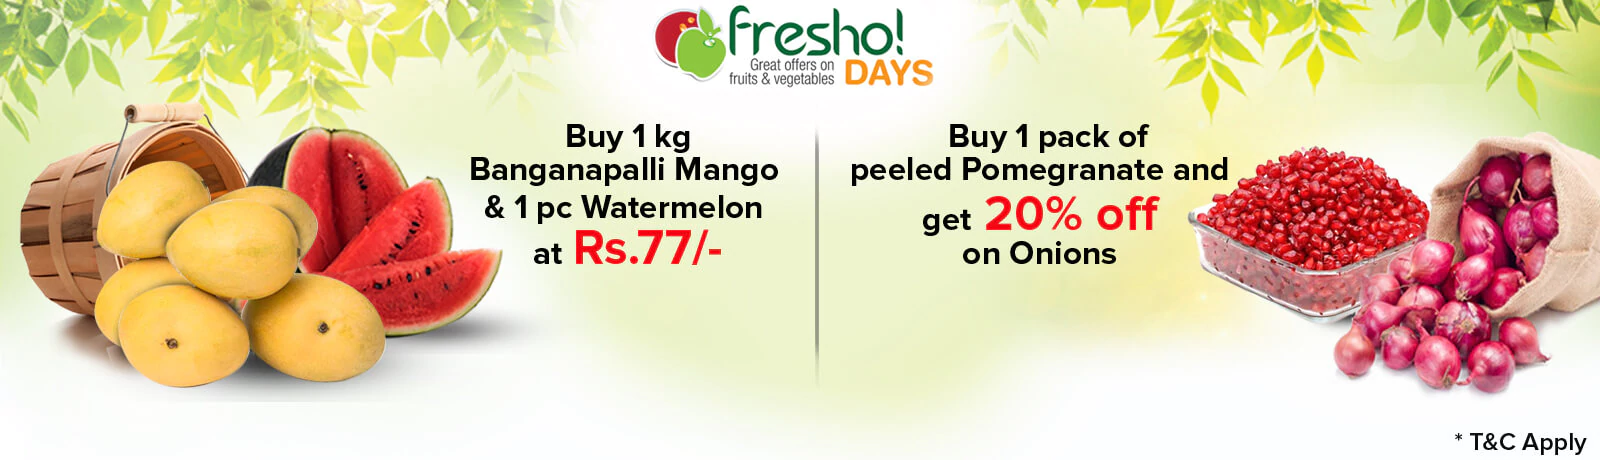 fresho!
Great offers on
fruits & vegetables
DAYS
Buy 1 kg
Banganapalli Mango
& 1 pc Watermelon
at Rs.77/-
Buy 1 pack of
peeled Pomegranate and
get 20% off
on Onions
* T&C Apply